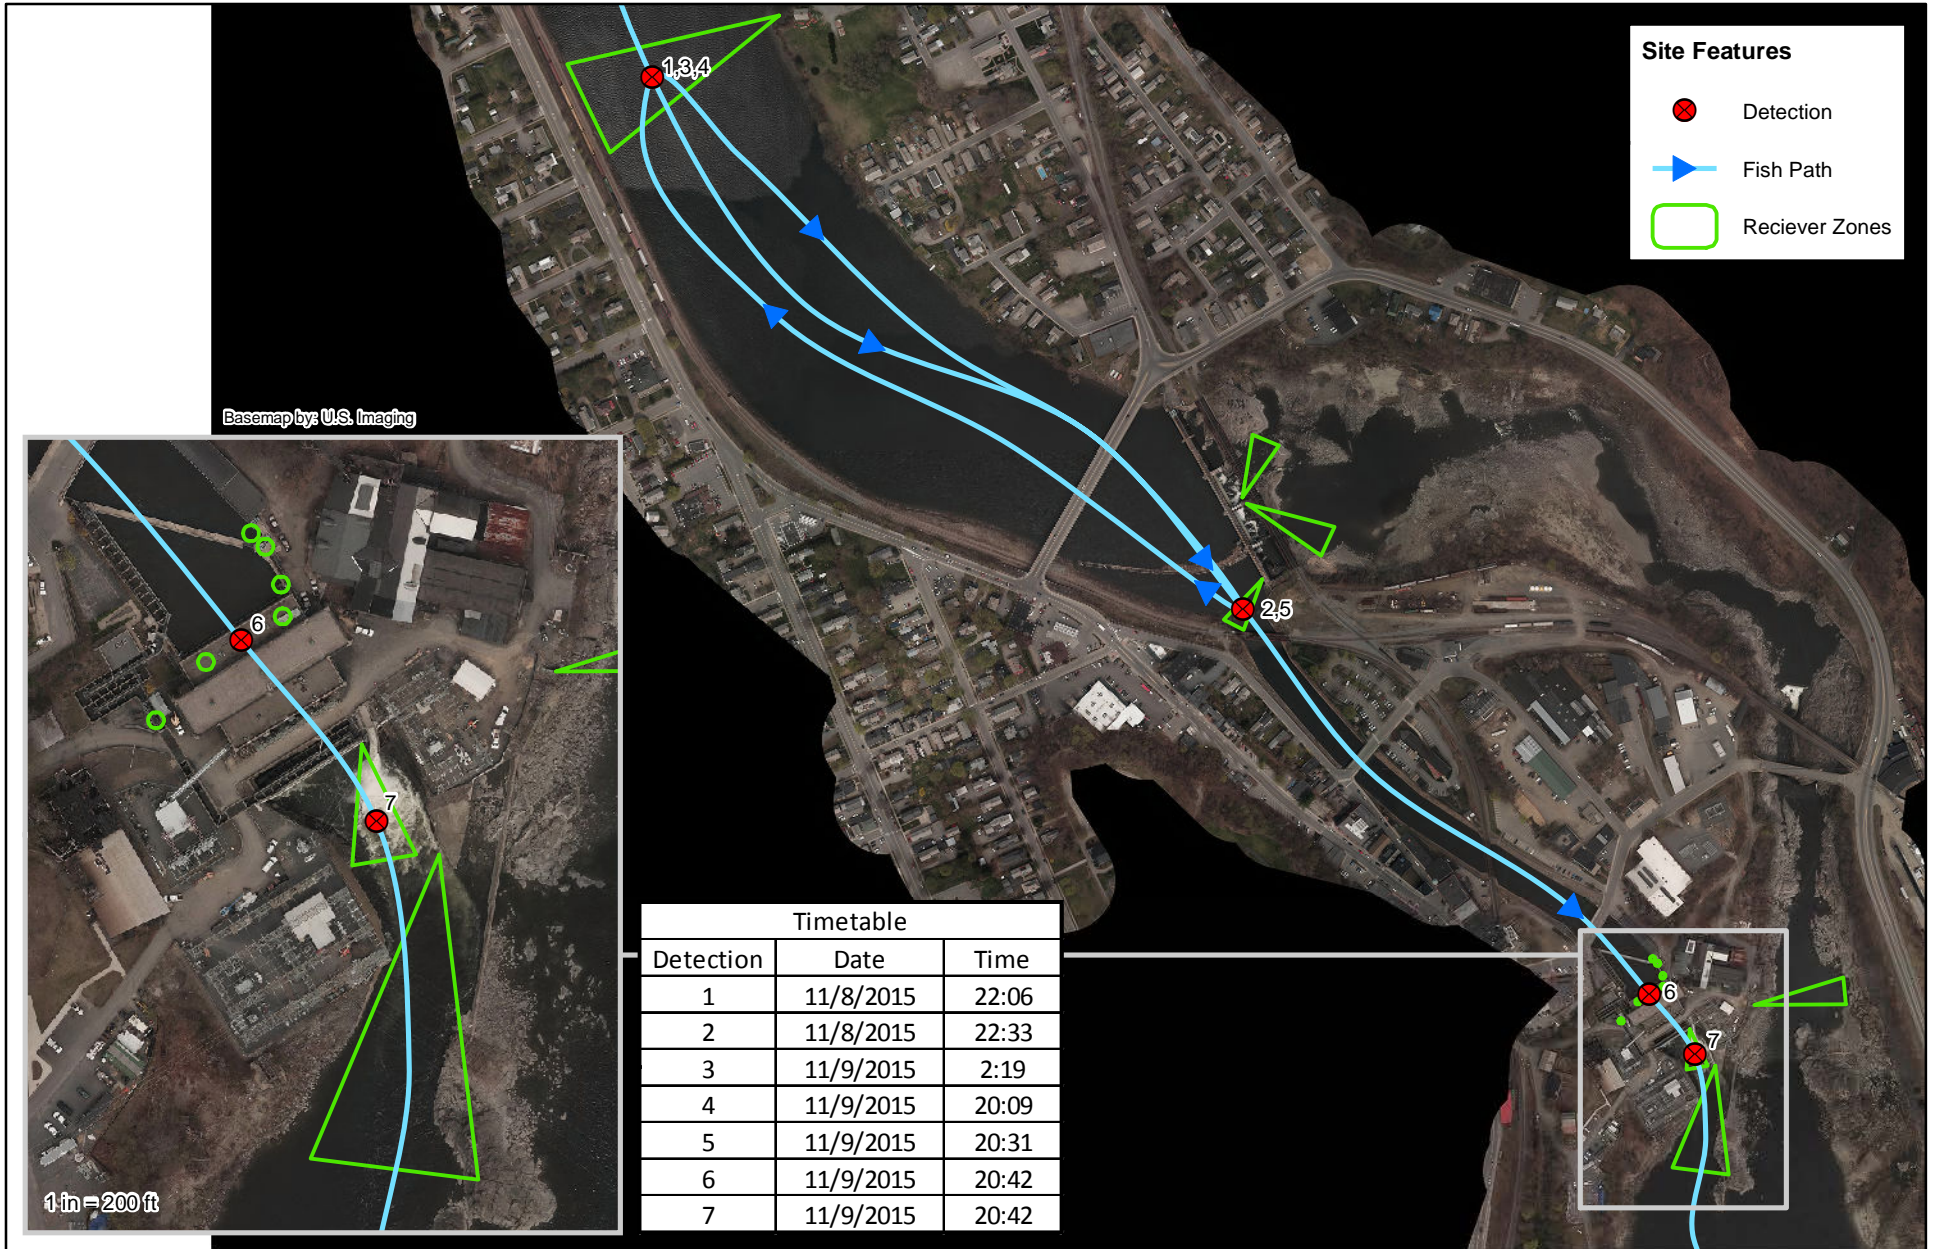 1,3,4
Site Features
Detection
Fish Path
Reciever Zones
Basemap by: U.S. Imaging
2,5
6
7
1 in = 200 ft
Timetable
Detection Date Time
1 11/8/2015 22:06
2 11/8/2015 22:33
3 11/9/2015 2:19
4 11/9/2015 20:09
5 11/9/2015 20:31
6 11/9/2015 20:42
7 11/9/2015 20:42
6
7